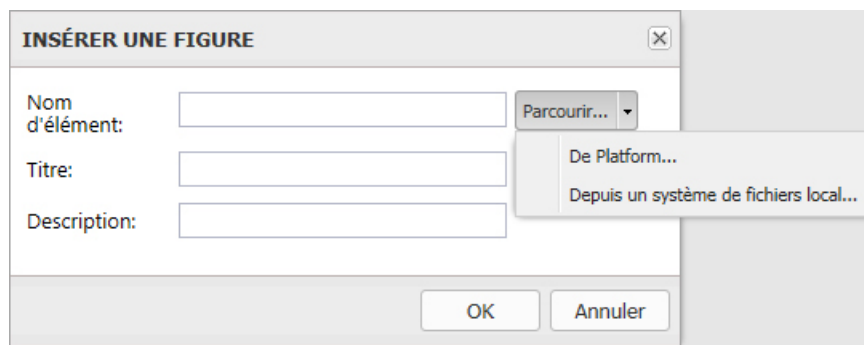 INSÉRER UNE FIGURE
Nom
d'élément:
Parcourir...
De Platform...
Titre:
Depuis un système de fichiers local...
Description:
OK
Annuler